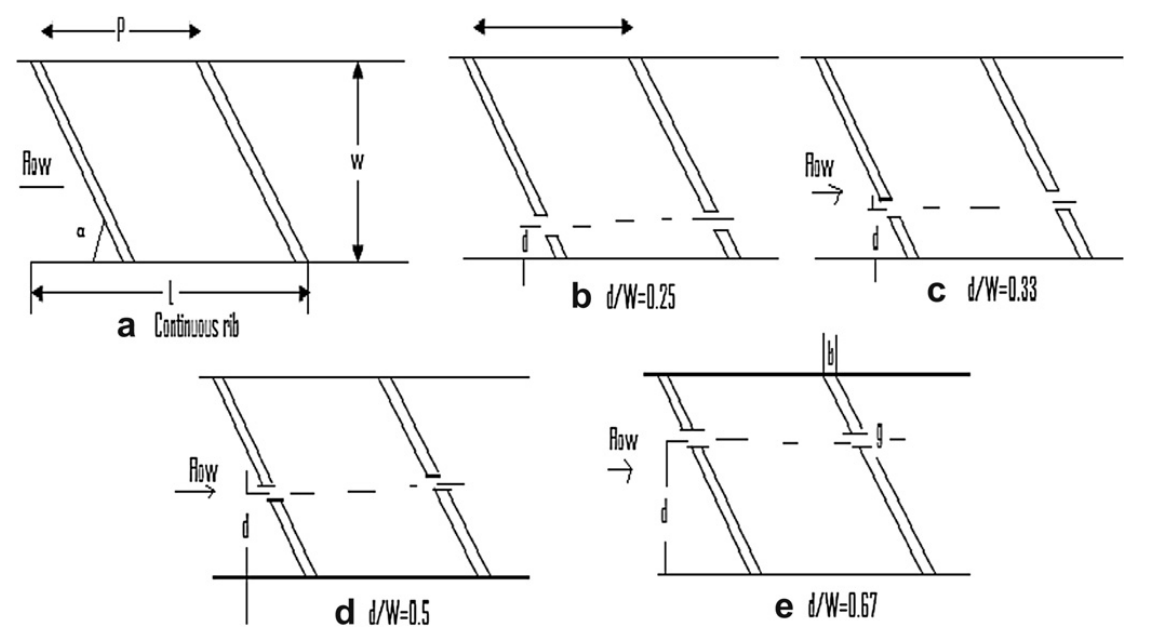 P
Flow
W
α
L
a Continuous rib
d
b d/W=0.25
Flow
d
c d/W=0.33
Flow
d
d d/W=0.5
b
Flow
g
d
e d/W=0.67